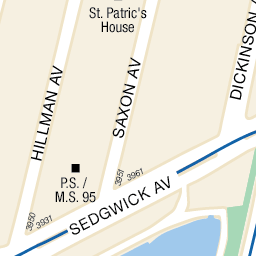 St. Patric's
House
HILLMAN AV
SAXON AV
DICKINSON
P.S. /
M.S. 95
3951
3961
3950
3931
SEDGWICK AV